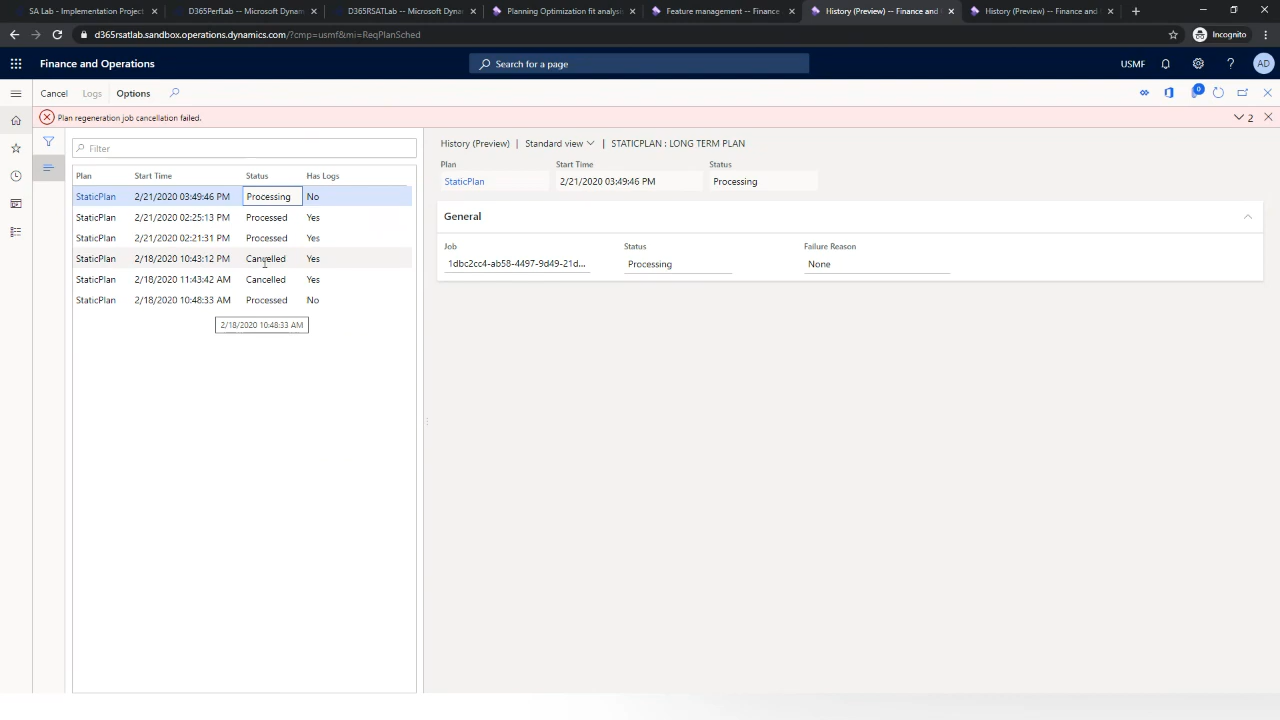 SA Lab - Implementation Project
D365PerfLab -- Microsoft Dynam
D365RSATLab -- Microsoft Dynam
Planning Optimization fit analysis
Feature management -- Finance
History (Preview) -- Finance and
History (Preview) -- Finance and
d365rsatlab.sandbox.operations.dynamics.com/?cmp=usmf&mi=ReqPlanSched
Incognito
Finance and Operations
Search for a page
USMF
?
AD
Cancel Logs Options
0
Plan regeneration job cancellation failed.
2
Filter
Plan Start Time Status Has Logs
StaticPlan 2/21/2020 03:49:46 PM Processing No
StaticPlan 2/21/2020 02:25:13 PM Processed Yes
StaticPlan 2/21/2020 02:21:31 PM Processed Yes
StaticPlan 2/18/2020 10:43:12 PM Cancelled Yes
StaticPlan 2/18/2020 11:43:42 AM Cancelled Yes
StaticPlan 2/18/2020 10:48:33 AM Processed No
2/18/2020 10:48:33 AM
History (Preview) | Standard view | STATICPLAN : LONG TERM PLAN
Plan Start Time Status
StaticPlan 2/21/2020 03:49:46 PM Processing
General
Job Status Failure Reason
1dbc2cc4-ab58-4497-9d49-21d... Processing None